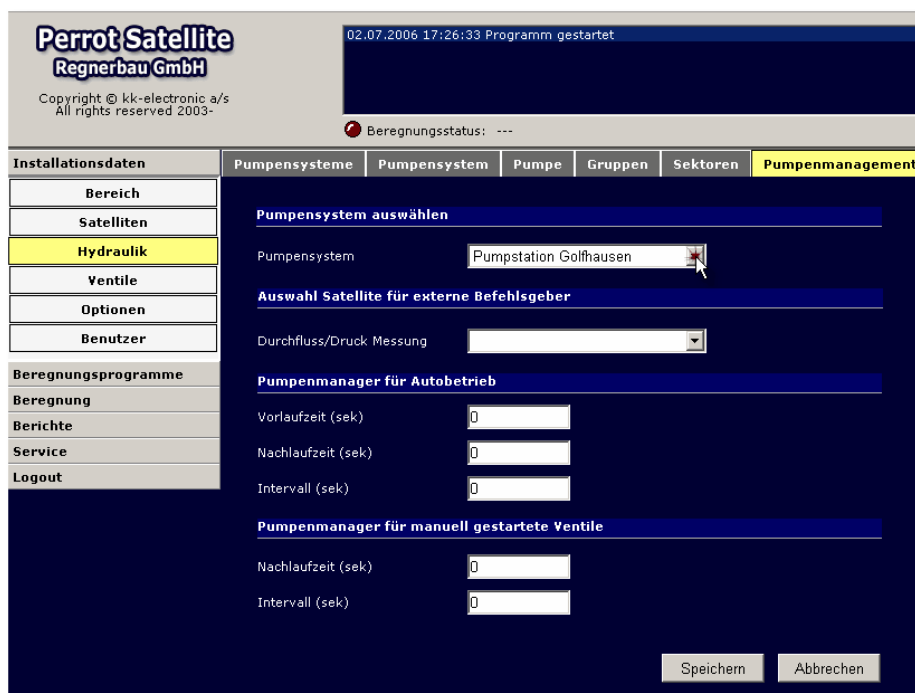 Perrot Satellite
Regnerbau GmbH
Copyright © kk-electronic a/s
All rights reserved 2003-
02.07.2006 17:26:33 Programm gestartet
Beregnungsstatus: ---
Installationsdaten
Bereich
Satelliten
Hydraulik
Ventile
Optionen
Benutzer
Beregnungsprogramme
Beregnung
Berichte
Service
Logout
Pumpensysteme Pumpensystem Pumpe Gruppen Sektoren Pumpenmanagement
Pumpensystem auswählen
Pumpensystem Pumpstation Golfhausen
Auswahl Satellite für externe Befehlsgeber
Durchfluss/Druck Messung
Pumpenmanager für Autobetrieb
Vorlaufzeit (sek) 0
Nachlaufzeit (sek) 0
Intervall (sek) 0
Pumpenmanager für manuell gestartete Ventile
Nachlaufzeit (sek) 0
Intervall (sek) 0
Speichern Abbrechen